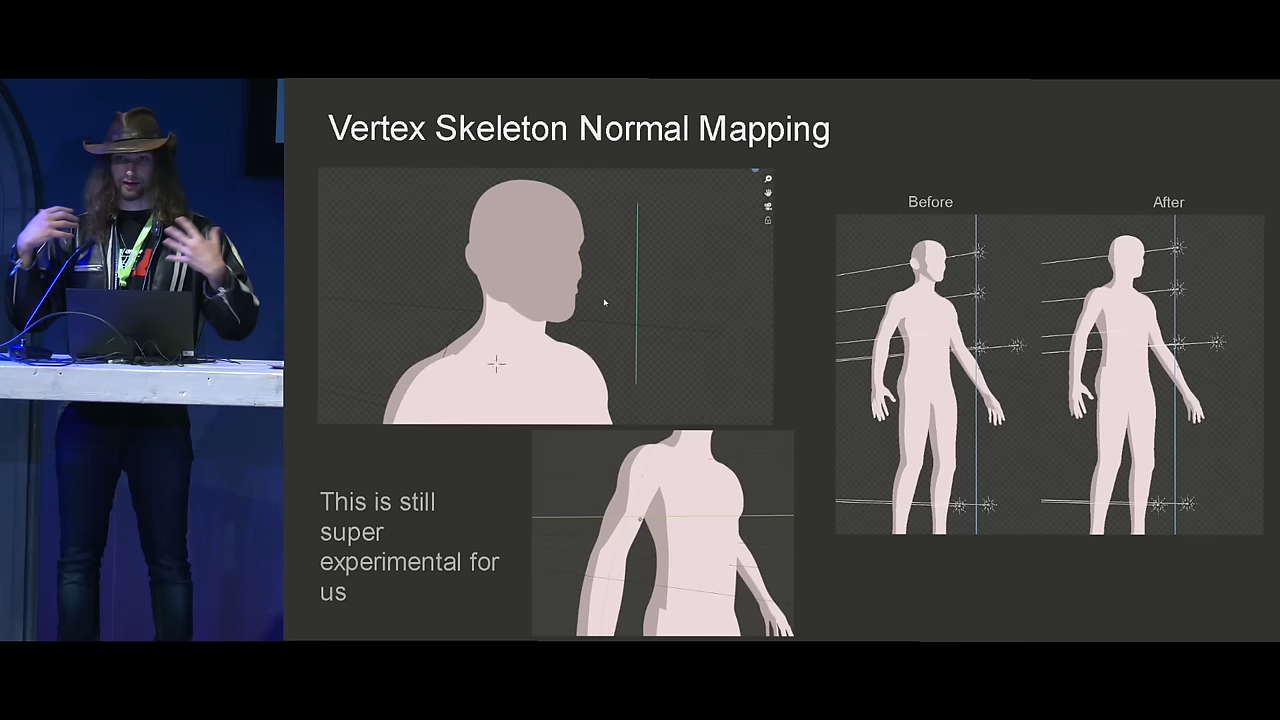 Vertex Skeleton Normal Mapping
Before
After
This is still
super
experimental for
us